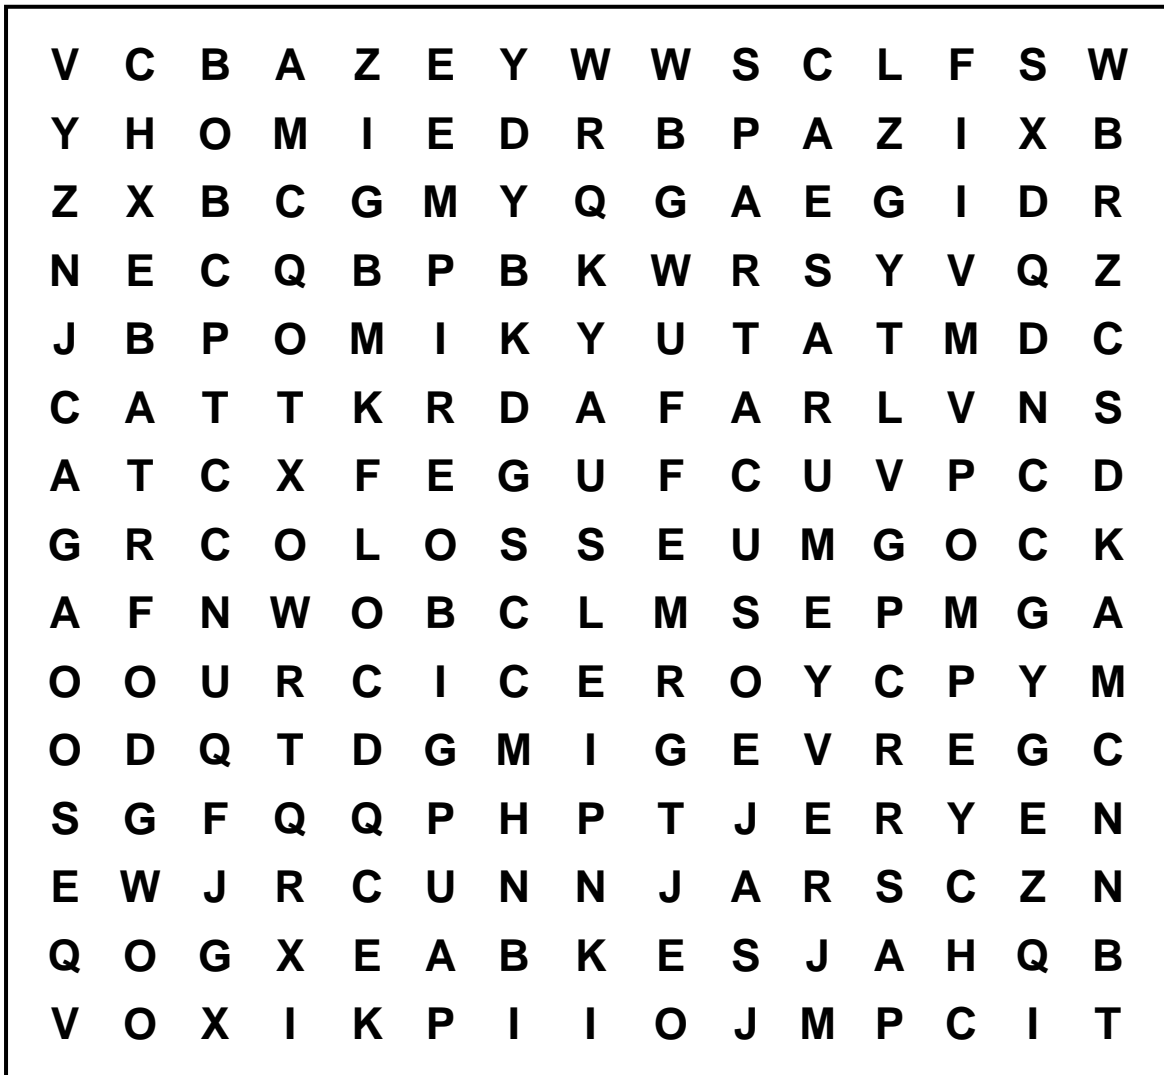 V C B A Z E Y W W S C L F S W
Y H O M I E D R B P A Z I X B
Z X B C G M Y Q G A E G I D R
N E C Q B P B K W R S Y V Q Z
J B P O M I K Y U T A T M D C
C A T T K R D A F A R L V N S
A T C X F E G U F C U V P C D
G R C O L O S S E U M G O C K
A F N W O B C L M S E P M G A
O O U R C I C E R O Y C P Y M
O D Q T D G M I G E V R E G C
S G F Q Q P H P T J E R Y E N
E W J R C U N N J A R S C Z N
Q O G X E A B K E S J A H Q B
V O X I K P I I O J M P C I T